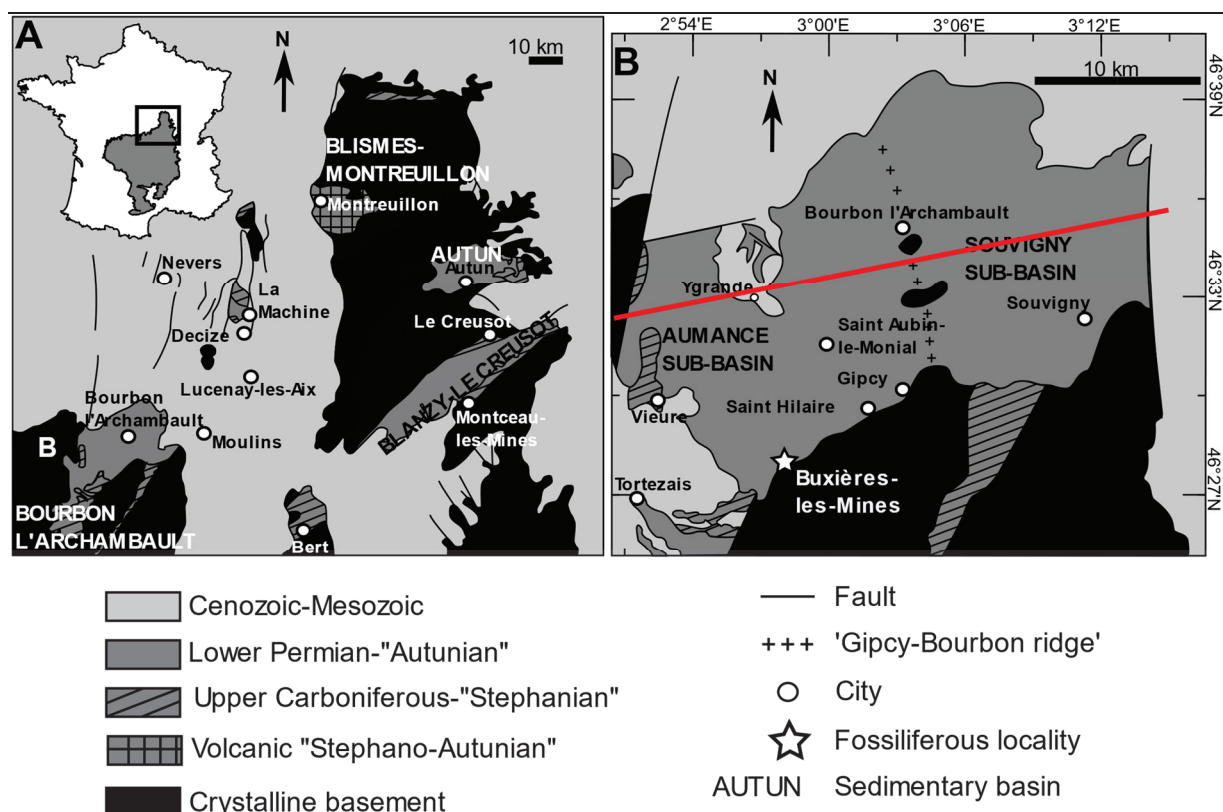 A
N
10 km
BLISMES-
MONTREUILLON
Montreuillon
AUTUN
Autun
Nevers
La
Machine
Decize
Le Creusot
BLANZY-LE CREUSOT
Lucenay-les-Aix
Bourbon
l'Archambault
Moulins
Montceau-
les-Mines
B
BOURBON
L'ARCHAMBAULT
Bert
2°54'E
3°00'E
3°06'E
3°12'E
B
N
10 km
46°39'N
46°33'N
46°27'N
Bourbon l'Archambault
SOUVIGNY
SUB-BASIN
Ygrande
Souvigny
AUMANCE
SUB-BASIN
Saint Aubin-
le-Monial
Gipcy
Saint Hilaire
Vieure
Buxières-
les-Mines
Tortezais
Cenozoic-Mesozoic
Lower Permian-"Autunian"
Upper Carboniferous-"Stephanian"
Volcanic "Stephano-Autunian"
Crystalline basement
Fault
+++ 'Gipcy-Bourbon ridge'
City
Fossiliferous locality
AUTUN Sedimentary basin